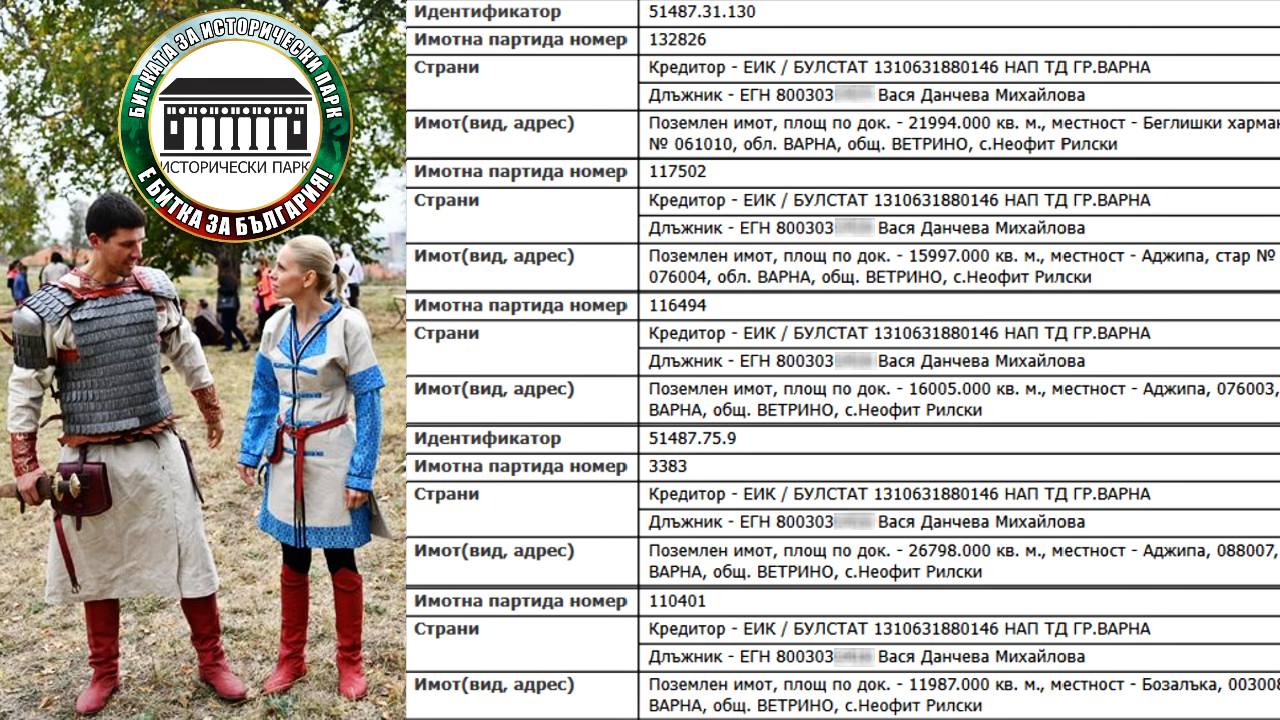 БИТКАТА ЗА ИСТОРИЧЕСКИ ПАРК
ИСТОРИЧЕСКИ ПАРК
Е БИТКА ЗА БЪЛГАРИЯ!
Идентификатор 51487.31.130
Имотна партида номер 132826
Страни Кредитор - ЕИК / БУЛСТАТ 1310631880146 НАП ТД ГР.ВАРНА
Длъжник - ЕГН 800303 Вася Данчева Михайлова
Имот(вид, адрес) Поземлен имот, площ по док. - 21994.000 кв. м., местност - Беглишки харман
№ 061010, обл. ВАРНА, общ. ВЕТРИНО, с.Неофит Рилски
Имотна партида номер 117502
Страни Кредитор - ЕИК / БУЛСТАТ 1310631880146 НАП ТД ГР.ВАРНА
Длъжник - ЕГН 800303 Вася Данчева Михайлова
Имот(вид, адрес) Поземлен имот, площ по док. - 15997.000 кв. м., местност - Аджипа, стар №
076004, обл. ВАРНА, общ. ВЕТРИНО, с.Неофит Рилски
Имотна партида номер 116494
Страни Кредитор - ЕИК / БУЛСТАТ 1310631880146 НАП ТД ГР.ВАРНА
Длъжник - ЕГН 800303 Вася Данчева Михайлова
Имот(вид, адрес) Поземлен имот, площ по док. - 16005.000 кв. м., местност - Аджипа, 076003,
ВАРНА, общ. ВЕТРИНО, с.Неофит Рилски
Идентификатор 51487.75.9
Имотна партида номер 3383
Страни Кредитор - ЕИК / БУЛСТАТ 1310631880146 НАП ТД ГР.ВАРНА
Длъжник - ЕГН 800303 Вася Данчева Михайлова
Имот(вид, адрес) Поземлен имот, площ по док. - 26798.000 кв. м., местност - Аджипа, 088007,
ВАРНА, общ. ВЕТРИНО, с.Неофит Рилски
Имотна партида номер 110401
Страни Кредитор - ЕИК / БУЛСТАТ 1310631880146 НАП ТД ГР.ВАРНА
Длъжник - ЕГН 800303 Вася Данчева Михайлова
Имот(вид, адрес) Поземлен имот, площ по док. - 11987.000 кв. м., местност - Бозалъка, 003008
ВАРНА, общ. ВЕТРИНО, с.Неофит Рилски